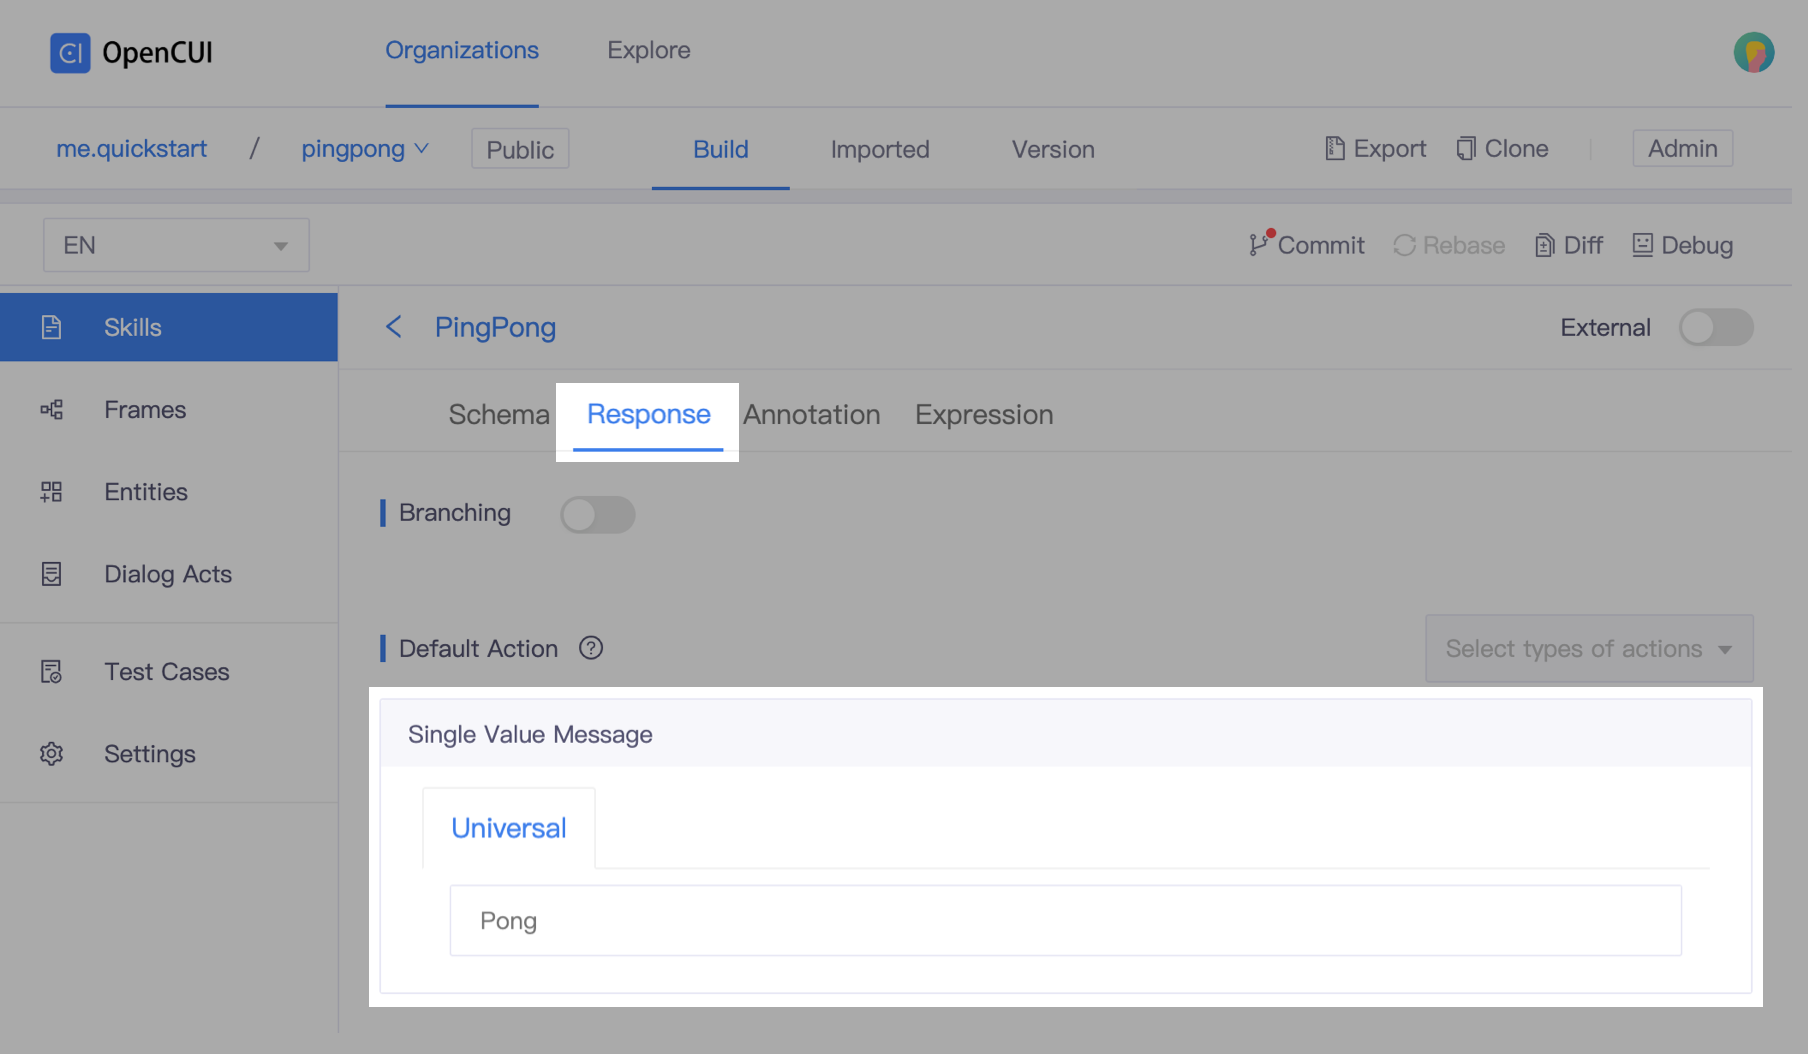 OpenCUI
Organizations
Explore
me.quickstart / pingpong
Public
Build
Imported
Version
Export
Clone
Admin
EN
Commit
Rebase
Diff
Debug
Skills
Frames
Entities
Dialog Acts
Test Cases
Settings
PingPong
External
Schema
Response
Annotation
Expression
Branching
Default Action ?
Select types of actions
Single Value Message
Universal
Pong